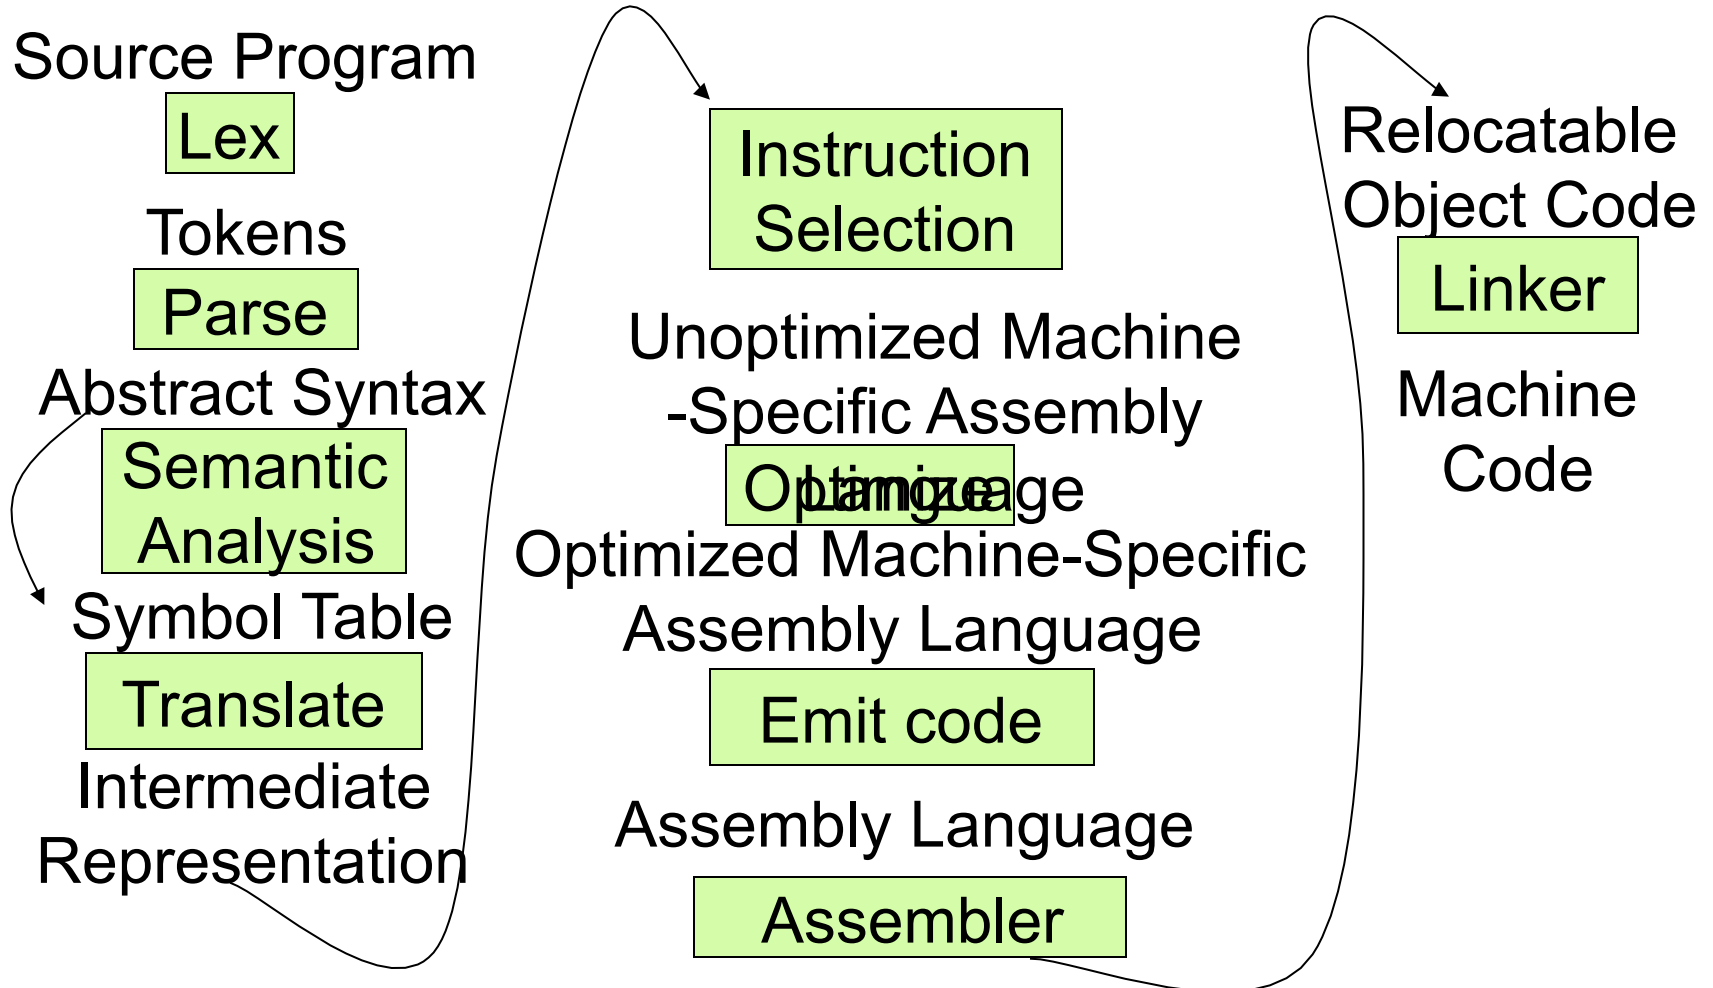 Source Program
Lex
Tokens
Parse
Abstract Syntax
Semantic
Analysis
Symbol Table
Translate
Intermediate
Representation
Instruction
Selection
Unoptimized Machine
-Specific Assembly
Language
Optimize
Optimized Machine-Specific
Assembly Language
Emit code
Assembly Language
Assembler
Relocatable
Object Code
Linker
Machine
Code